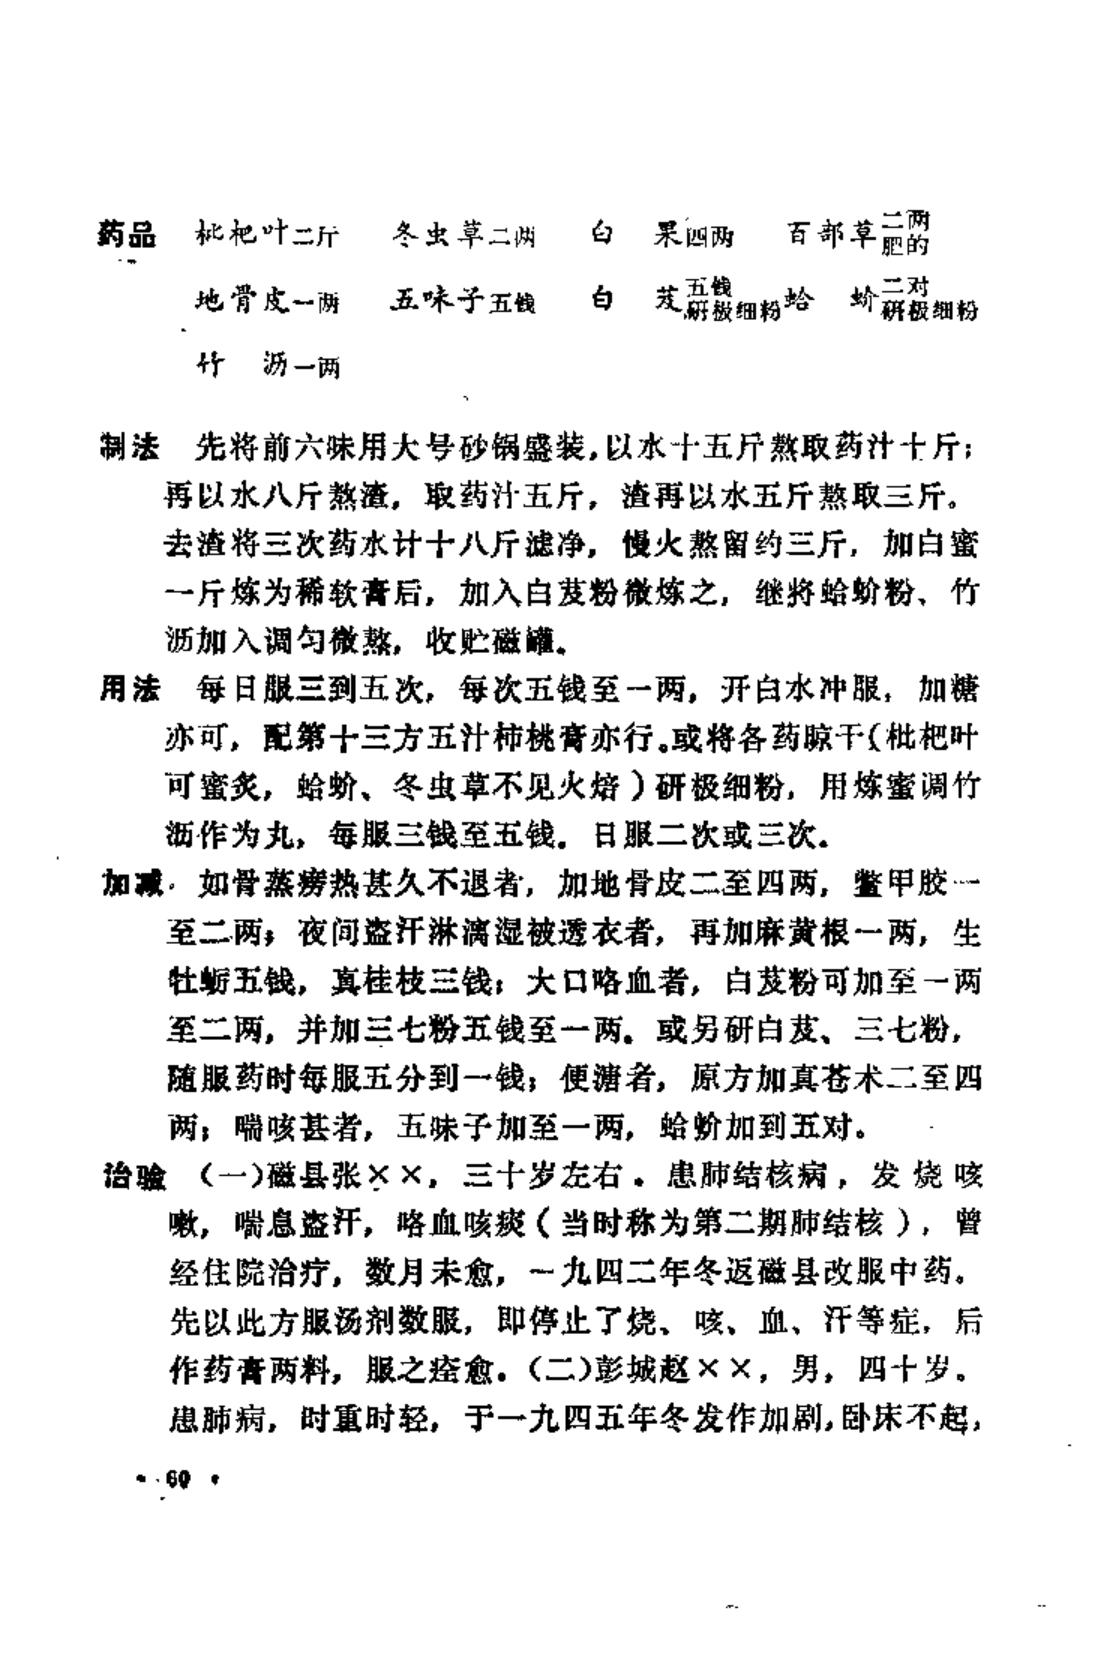 药品 枇杷叶二斤 冬虫草二两 白果四两 百部草二两肥的
地骨皮一两 五味子五钱 白芨五钱研极细粉 蛤蚧二对研极细粉
竹沥一两
制法 先将前六味用大号砂锅盛装，以水十五斤熬取药汁十斤；
再以水八斤熬渣，取药汁五斤，渣再以水五斤熬取三斤。
去渣将三次药水计十八斤滤净，慢火熬留约三斤，加白蜜
一斤炼为稀软膏后，加入白芨粉微炼之，继将蛤蚧粉、竹
沥加入调匀微熬，收贮磁罐。
用法 每日服三到五次，每次五钱至一两，开白水冲服，加糖
亦可，配第十三方五汁柿桃膏亦行。或将各药晾干（枇杷叶
可蜜炙，蛤蚧、冬虫草不见火焙）研极细粉，用炼蜜调竹
沥作为丸，每服三钱至五钱。日服二次或三次。
加减 如骨蒸痨热甚久不退者，加地骨皮二至四两，鳖甲胶一
至二两；夜间盗汗淋漓湿被透衣者，再加麻黄根一两，生
牡蛎五钱，真桂枝三钱；大口咯血者，白芨粉可加至一两
至二两，并加三七粉五钱至一两。或另研白芨、三七粉，
随服药时每服五分到一钱；便溏者，原方加真苍术二至四
两；喘咳甚者，五味子加至一两，蛤蚧加到五对。
治验 （一）磁县张××，三十岁左右。患肺结核病，发烧咳
嗽，喘息盗汗，咯血咳痰（当时称为第二期肺结核），曾
经住院治疗，数月未愈，一九四二年冬返磁县改服中药。
先以此方服汤剂数服，即停止了烧、咳、血、汗等症，后
作药膏两料，服之痊愈。（二）彭城赵××，男，四十岁。
患肺病，时重时轻，于一九四五年冬发作加剧，卧床不起，
· 60 ·